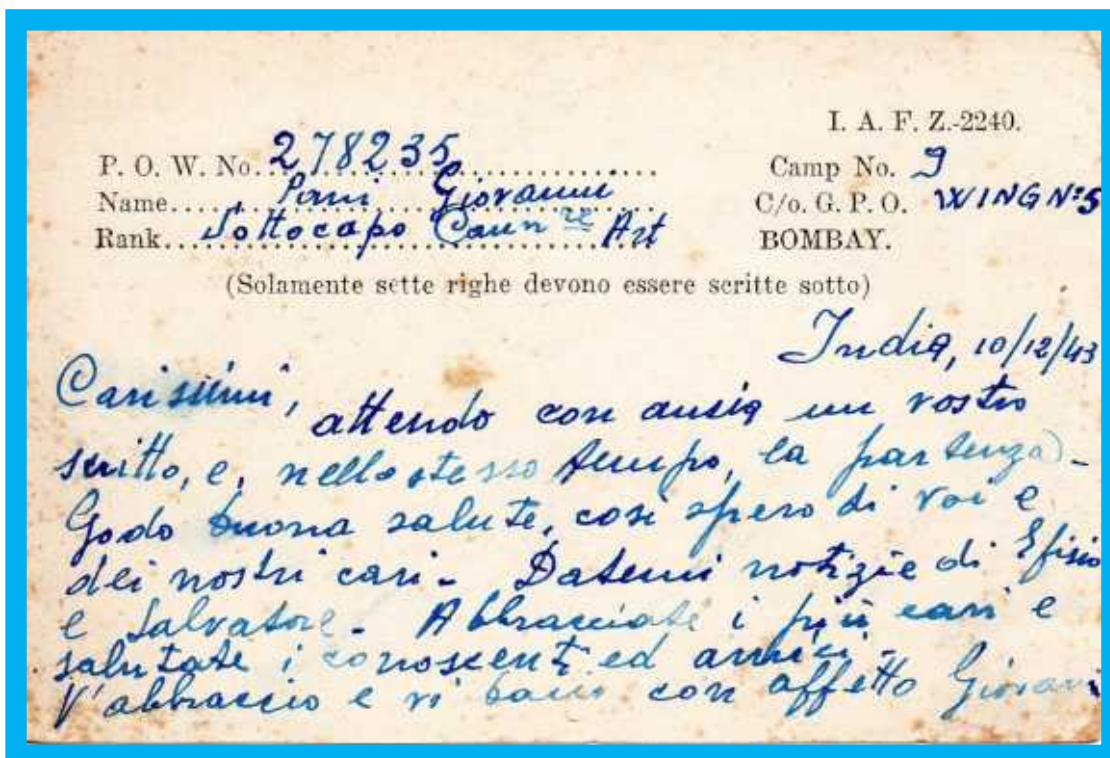 I. A. F. Z.-2240.
P. O. W. No. 278235 Camp No. 9
Name Giovanni C/o. G. P. O. WING Nº5
Rank Sottocapo Cann re Art BOMBAY.
(Solamente sette righe devono essere scritte sotto)
India, 10/12/43
Carissimi, attendo con ansia un vostro
scritto, e, nello stesso tempo, la partenza -
Godo buona salute, così spero di voi e
dei nostri cari - Datemi notizie di Efisio
e Salvatore - Abbracciate i più cari e
salutate i conoscenti ed amici -
V'abbraccio e vi bacio con affetto